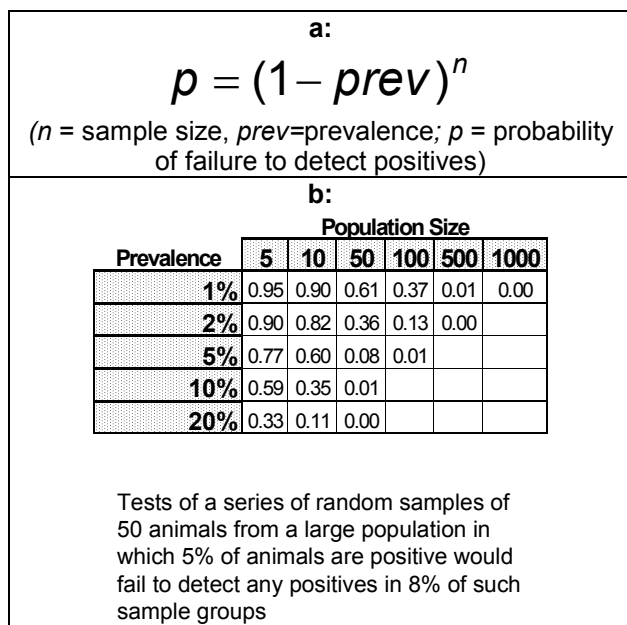 a:
p = (1 − prev)ⁿ
(n = sample size, prev=prevalence; p = probability
of failure to detect positives)
b:
Population Size
Prevalence 5 10 50 100 500 1000
1% 0.95 0.90 0.61 0.37 0.01 0.00
2% 0.90 0.82 0.36 0.13 0.00
5% 0.77 0.60 0.08 0.01
10% 0.59 0.35 0.01
20% 0.33 0.11 0.00
Tests of a series of random samples of
50 animals from a large population in
which 5% of animals are positive would
fail to detect any positives in 8% of such
sample groups